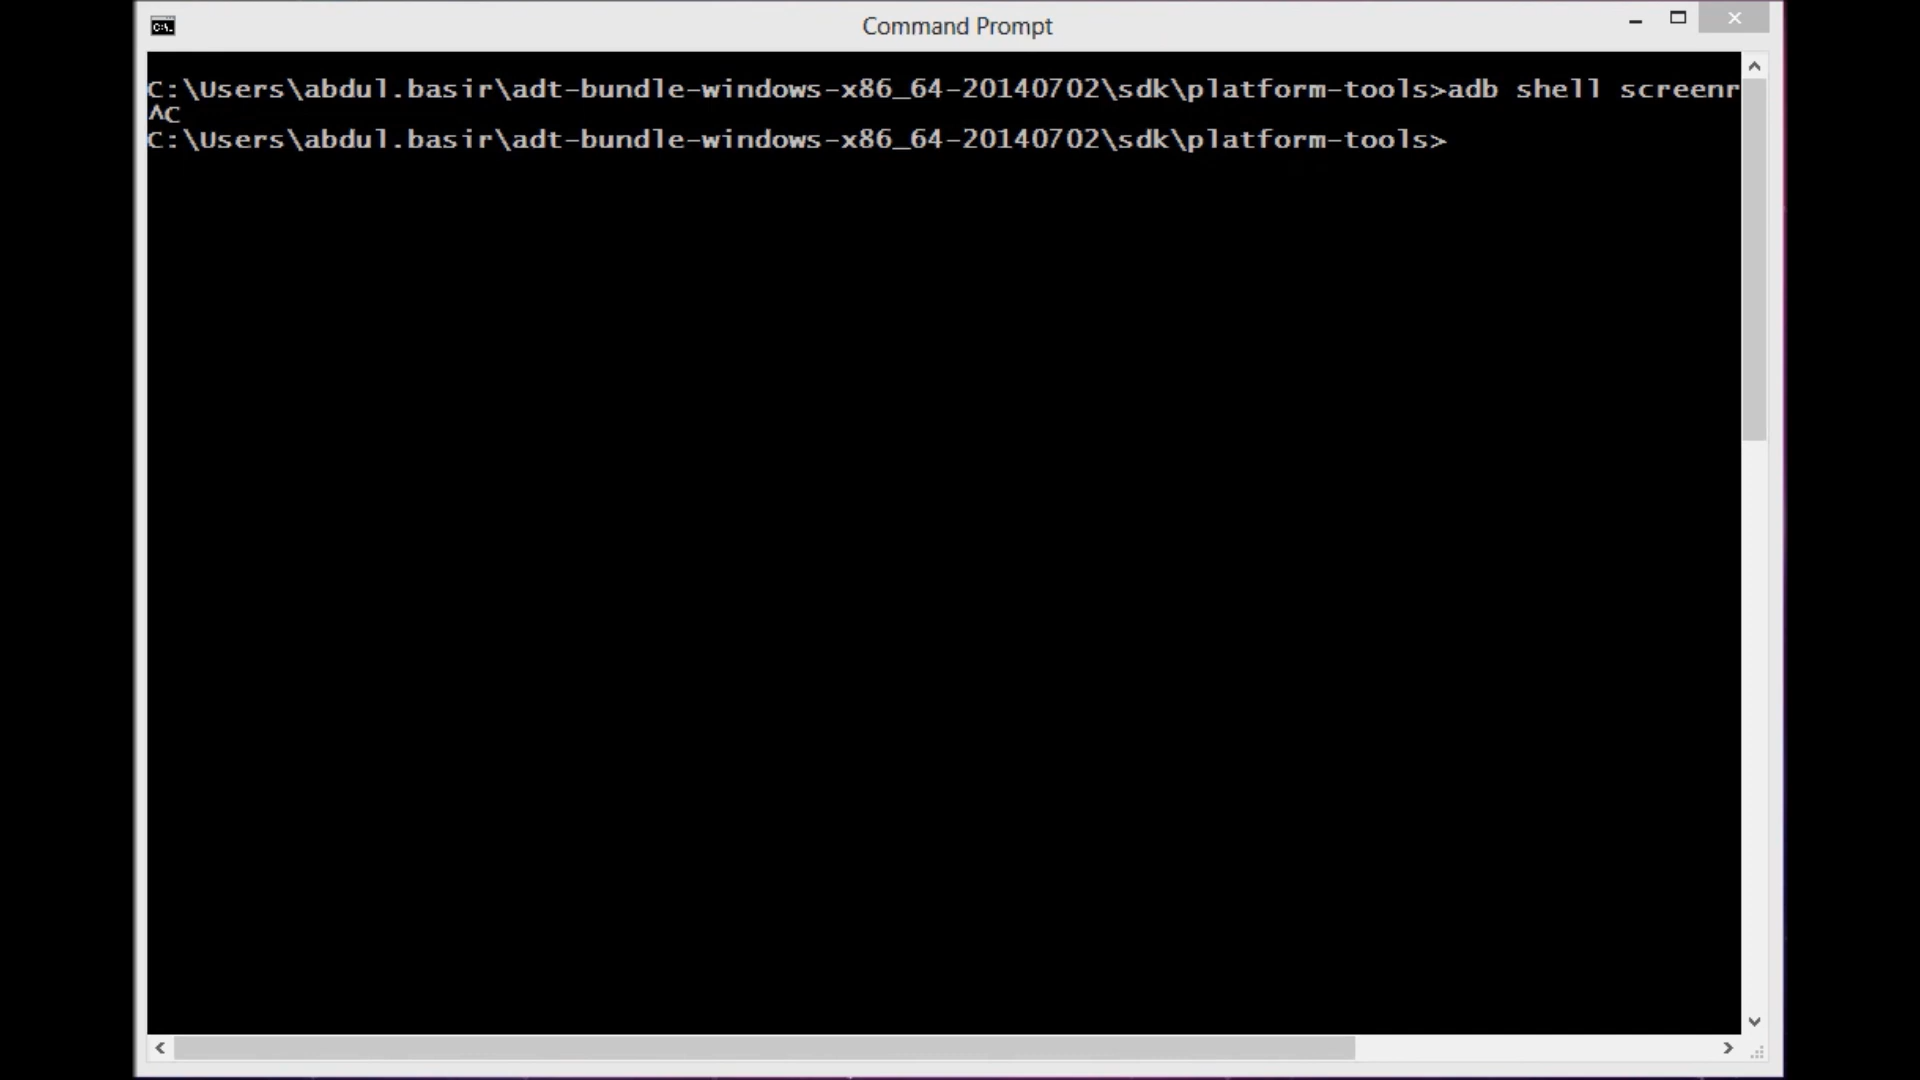 Command Prompt
C:\Users\abdul.basir\adt-bundle-windows-x86_64-20140702\sdk\platform-tools>adb shell screenr
^C
C:\Users\abdul.basir\adt-bundle-windows-x86_64-20140702\sdk\platform-tools>